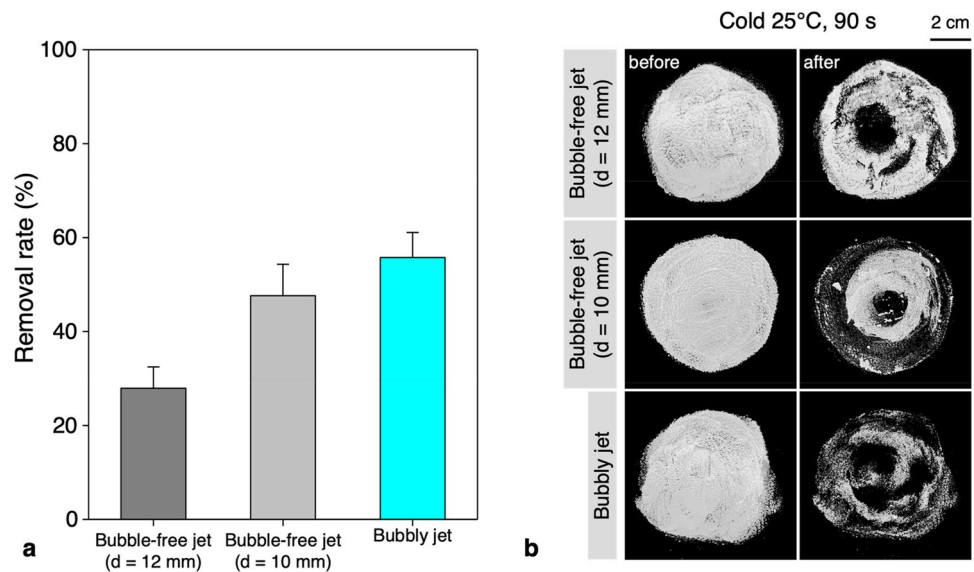 100
80
60
40
20
0
Removal rate (%)
Bubble-free jet
(d = 12 mm)
Bubble-free jet
(d = 10 mm)
Bubbly jet
a
Cold 25°C, 90 s
2 cm
before
after
Bubble-free jet
(d = 12 mm)
Bubble-free jet
(d = 10 mm)
Bubbly jet
b